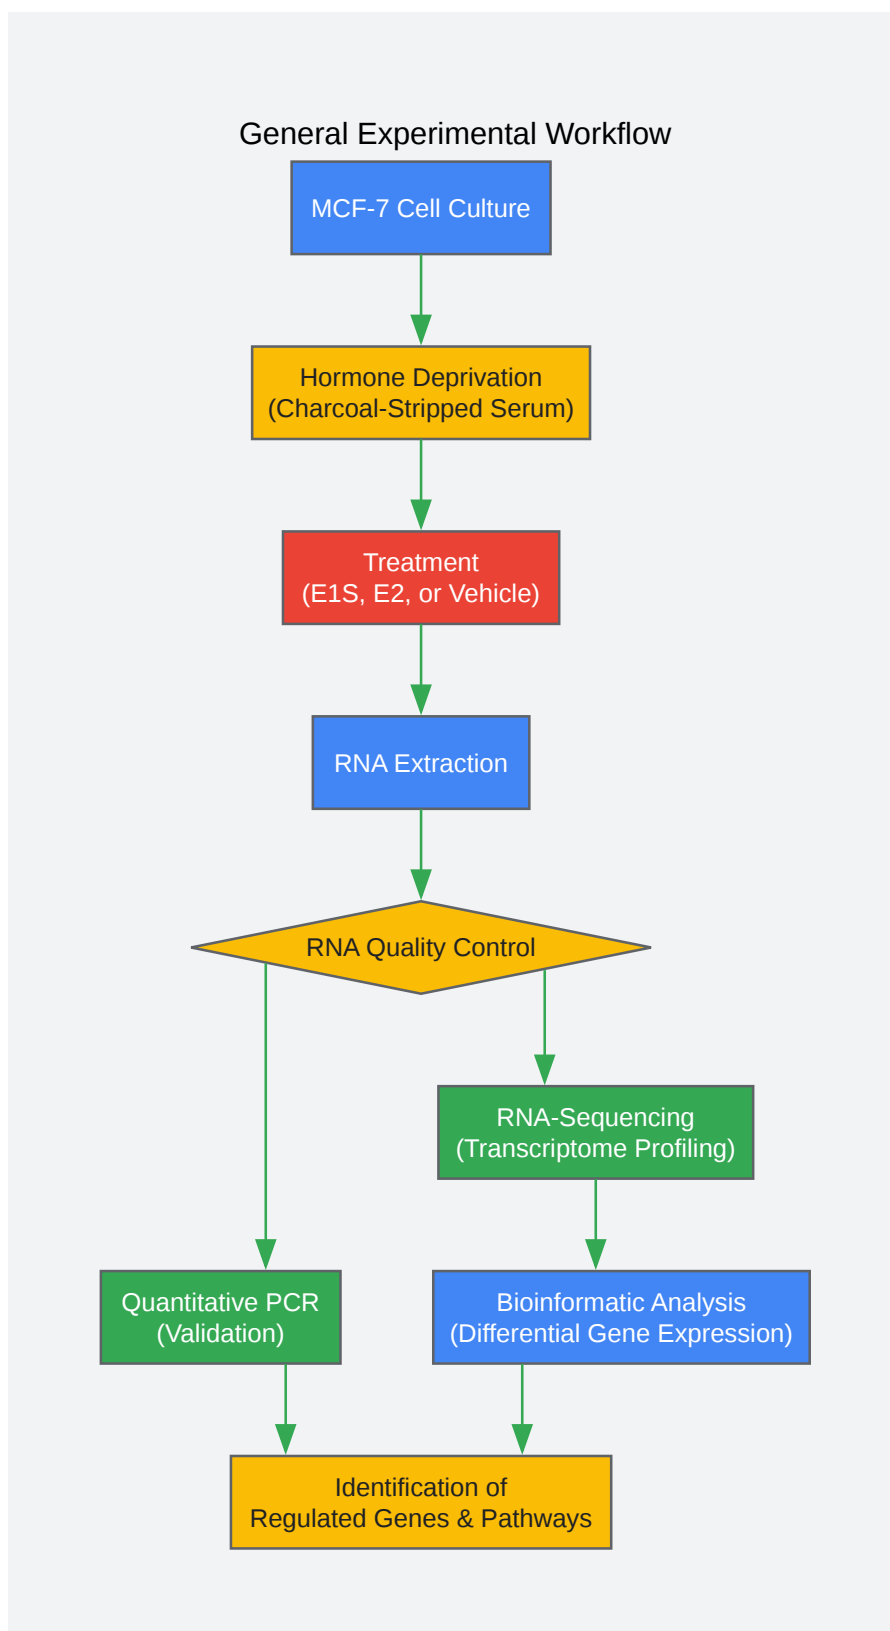 General Experimental Workflow
MCF-7 Cell Culture
Hormone Deprivation
(Charcoal-Stripped Serum)
Treatment
(E1S, E2, or Vehicle)
RNA Extraction
RNA Quality Control
RNA-Sequencing
(Transcriptome Profiling)
Quantitative PCR
(Validation)
Bioinformatic Analysis
(Differential Gene Expression)
Identification of
Regulated Genes & Pathways